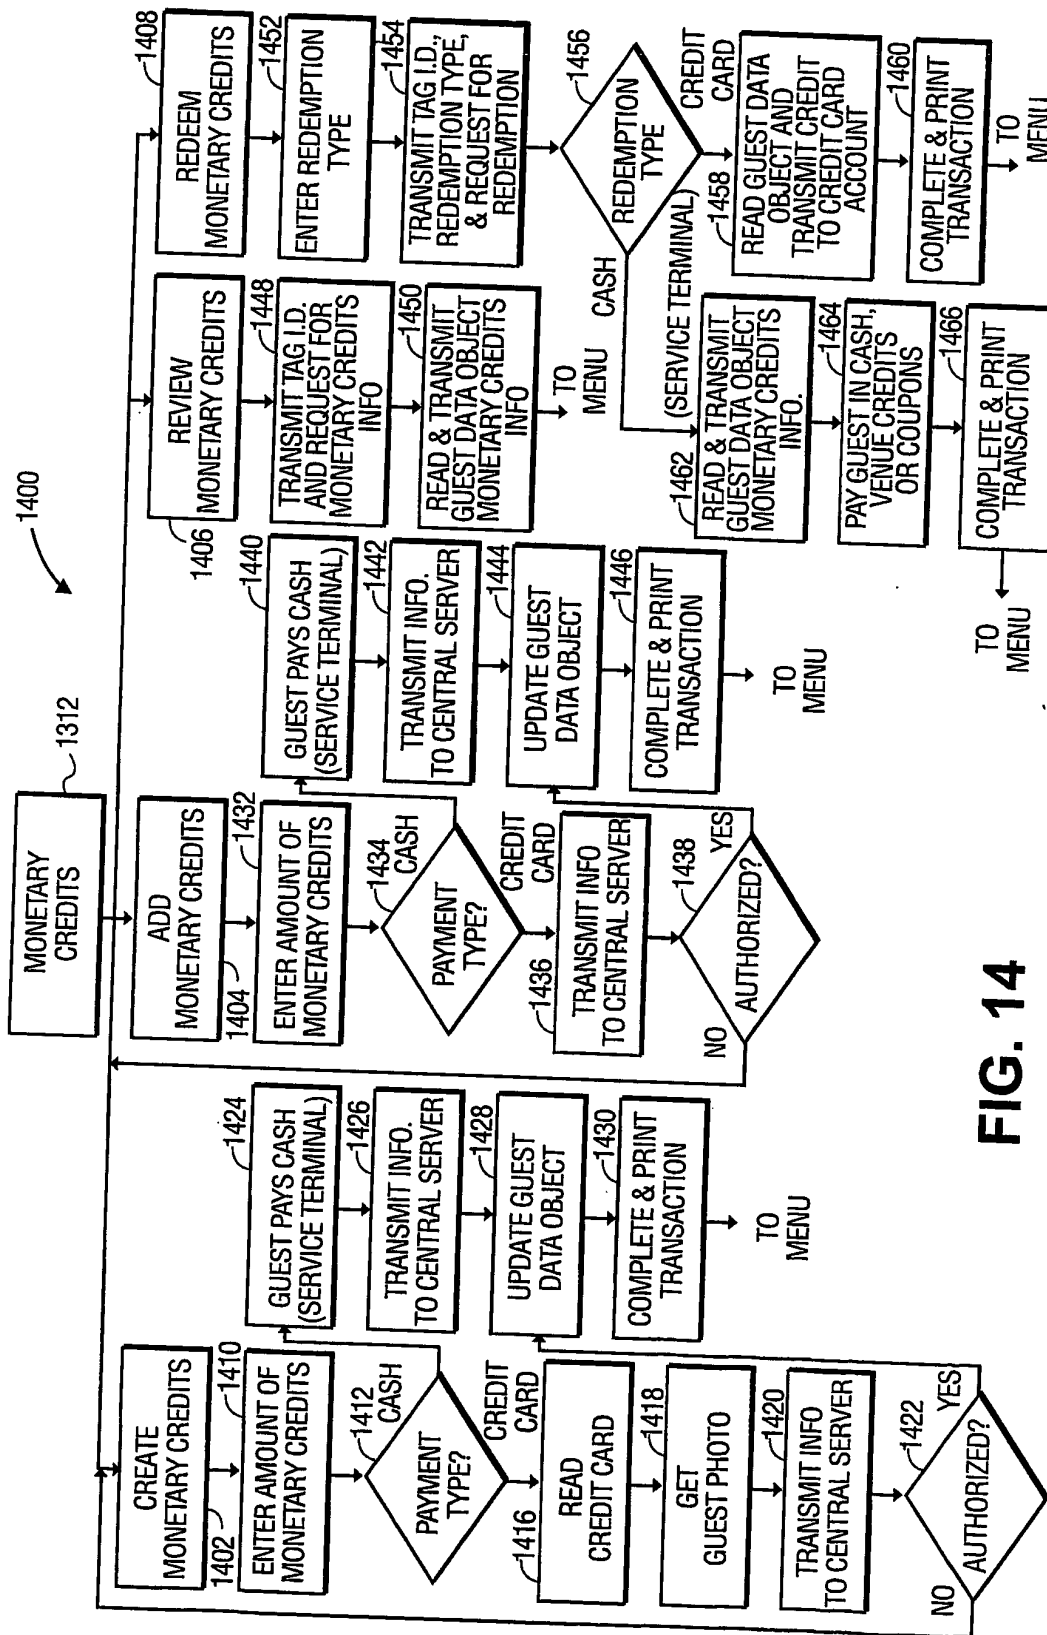 1400
MONETARY
CREDITS
1312
CREATE
MONETARY CREDITS
1402
1410
ENTER AMOUNT OF
MONETARY CREDITS
1412
PAYMENT
TYPE?
CASH
CREDIT
CARD
1416
READ
CREDIT CARD
1418
GET
GUEST PHOTO
1420
TRANSMIT INFO
TO CENTRAL SERVER
1422
AUTHORIZED?
NO
YES
1424
GUEST PAYS CASH
(SERVICE TERMINAL)
1426
TRANSMIT INFO.
TO CENTRAL SERVER
1428
UPDATE GUEST
DATA OBJECT
1430
COMPLETE & PRINT
TRANSACTION
TO
MENU
ADD
MONETARY CREDITS
1404
1432
ENTER AMOUNT OF
MONETARY CREDITS
1434
PAYMENT
TYPE?
CASH
CREDIT
CARD
1436
TRANSMIT INFO
TO CENTRAL SERVER
1438
AUTHORIZED?
NO
YES
1440
GUEST PAYS CASH
(SERVICE TERMINAL)
1442
TRANSMIT INFO.
TO CENTRAL SERVER
1444
UPDATE GUEST
DATA OBJECT
1446
COMPLETE & PRINT
TRANSACTION
TO
MENU
REVIEW
MONETARY CREDITS
1406
1448
TRANSMIT TAG I.D.
AND REQUEST FOR
MONETARY CREDITS
INFO
1450
READ & TRANSMIT
GUEST DATA OBJECT
MONETARY CREDITS
INFO
TO
MENU
1408
REDEEM
MONETARY CREDITS
1452
ENTER REDEMPTION
TYPE
1454
TRANSMIT TAG I.D.,
REDEMPTION TYPE,
& REQUEST FOR
REDEMPTION
1456
REDEMPTION
TYPE
CASH
(SERVICE TERMINAL)
CREDIT
CARD
1458
READ GUEST DATA
OBJECT AND
TRANSMIT CREDIT
TO CREDIT CARD
ACCOUNT
1460
COMPLETE & PRINT
TRANSACTION
TO
MENU
1462
READ & TRANSMIT
GUEST DATA OBJECT
MONETARY CREDITS
INFO.
1464
PAY GUEST IN CASH,
VENUE CREDITS
OR COUPONS
1466
COMPLETE & PRINT
TRANSACTION
TO
MENU
FIG. 14